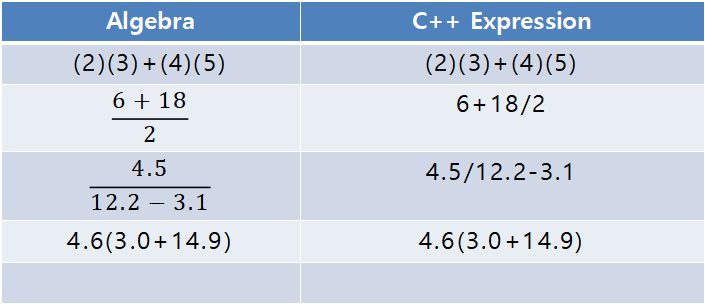 Algebra C++ Expression
(2)(3)+(4)(5) (2)(3)+(4)(5)
6 + 18
2
6+18/2
4.5
12.2 − 3.1
4.5/12.2-3.1
4.6(3.0+14.9) 4.6(3.0+14.9)